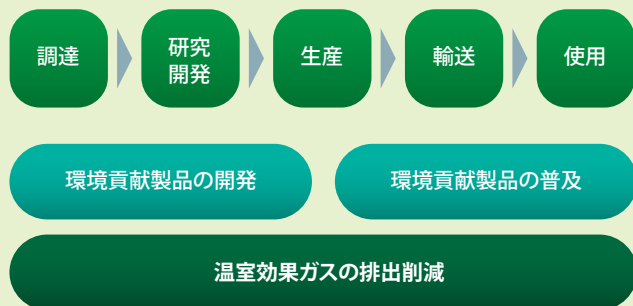 調達
研究
開発
生産
輸送
使用
環境貢献製品の開発
環境貢献製品の普及
温室効果ガスの排出削減